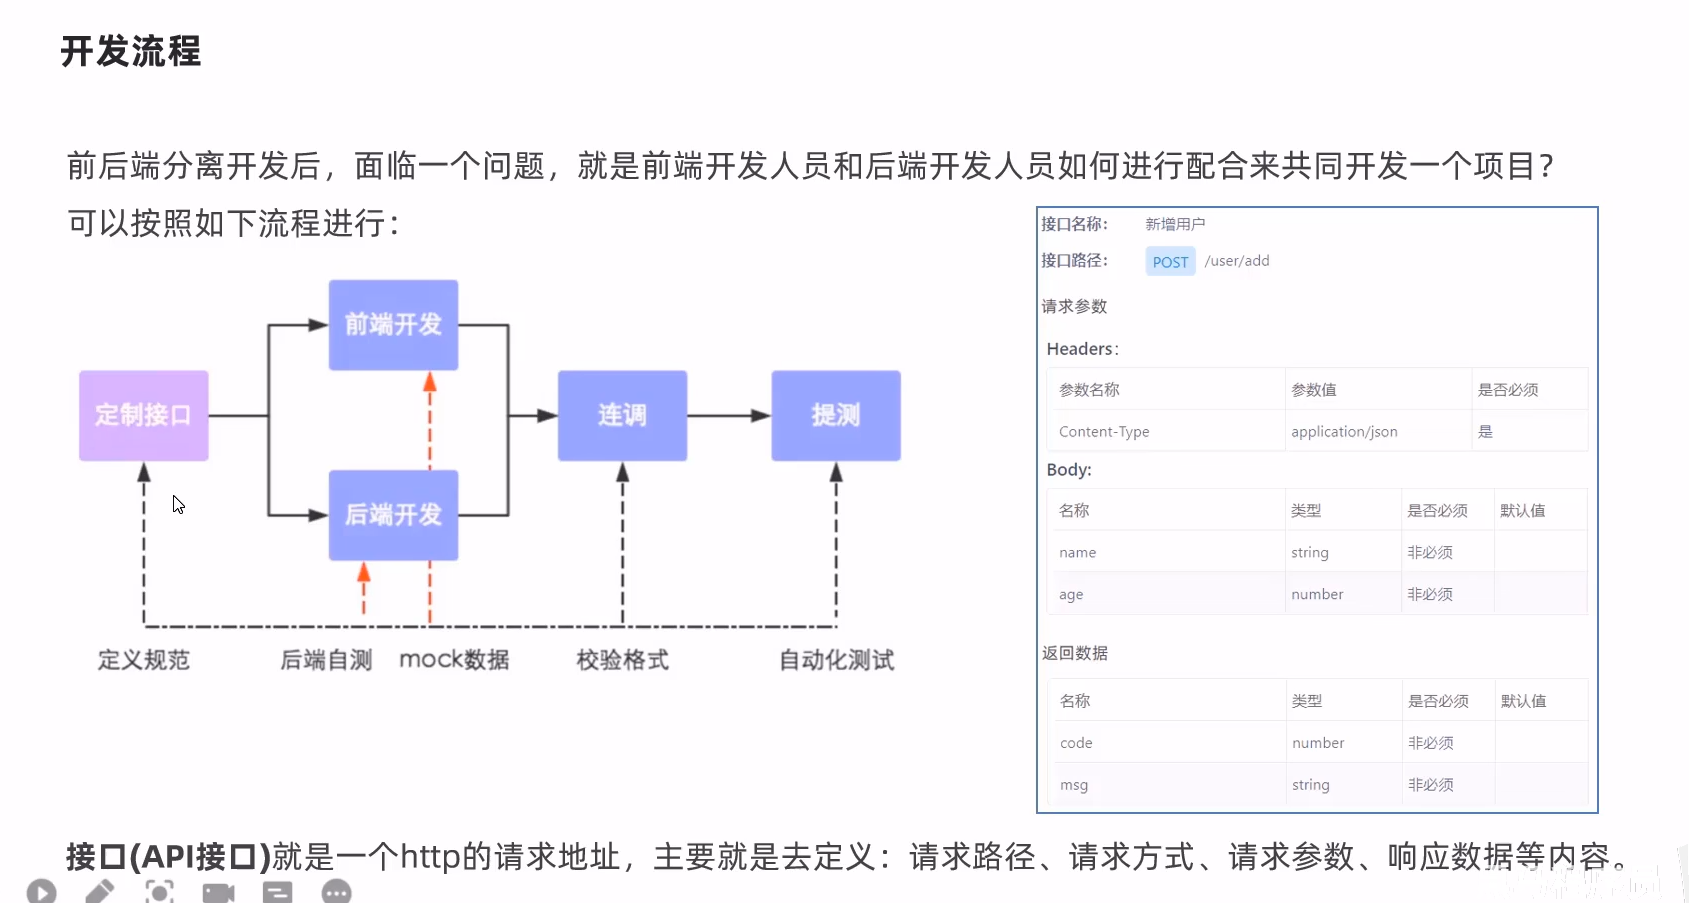 开发流程
前后端分离开发后，面临一个问题，就是前端开发人员和后端开发人员如何进行配合来共同开发一个项目？
可以按照如下流程进行：
前端开发
定制接口
连调
提测
后端开发
定义规范
后端自测
mock数据
校验格式
自动化测试
接口名称： 新增用户
接口路径： POST /user/add
请求参数
Headers：
参数名称 参数值 是否必须
Content-Type application/json 是
Body:
名称 类型 是否必须 默认值
name string 非必须
age number 非必须
返回数据
名称 类型 是否必须 默认值
code number 非必须
msg string 非必须
接口(API接口)就是一个http的请求地址，主要就是去定义：请求路径、请求方式、请求参数、响应数据等内容。